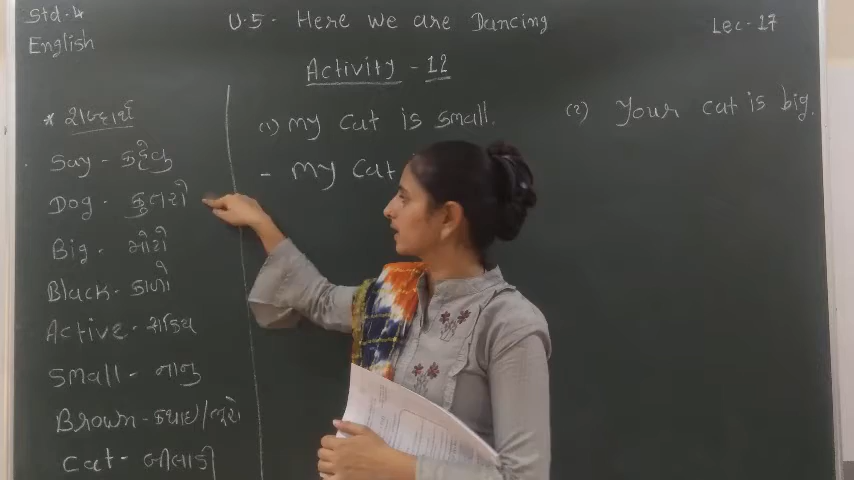 Std-4
English
U.5 - Here we are Dancing
Lec-17
Activity - 12
* શબ્દાર્થ
Say - કહેવું
Dog - કુતરો
Big - મોટો
Black - કાળો
Active - સક્રિય
Small - નાનુ
Brown - કથાઇ/ભુરો
Cat - બીલાડી
(1) my cat is small.
- my cat
(2) Your cat is big.